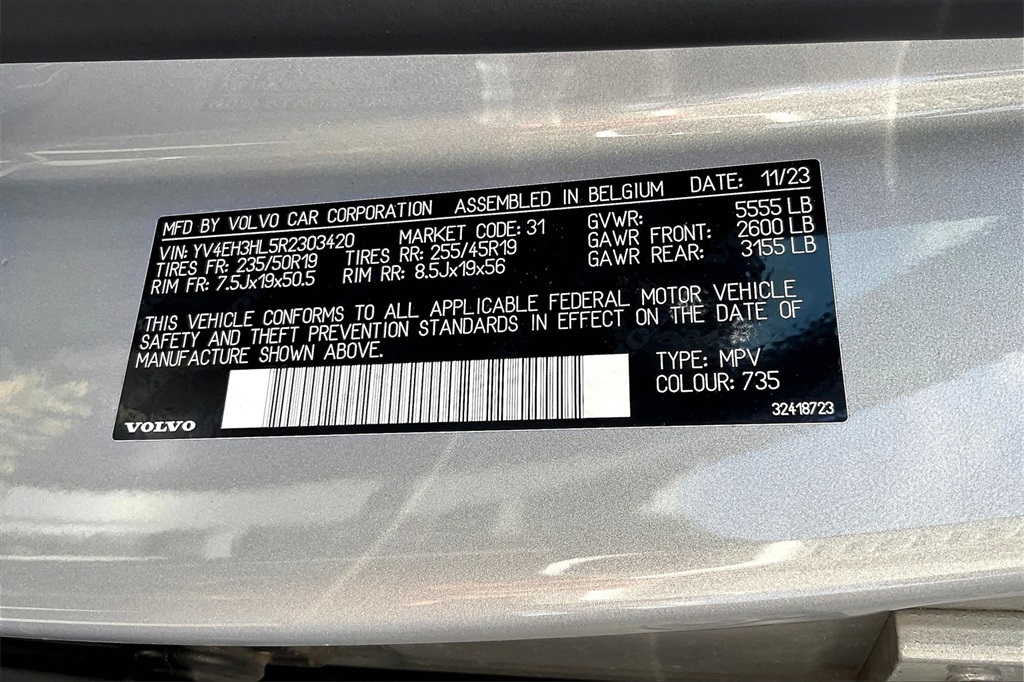 MFD BY VOLVO CAR CORPORATION ASSEMBLED IN BELGIUM DATE: 11/23
VIN: YV4EH3HL5R2303420 MARKET CODE: 31 GVWR: 5555 LB
TIRES FR: 235/50R19 TIRES RR: 255/45R19 GAWR FRONT: 2600 LB
RIM FR: 7.5Jx19x50.5 RIM RR: 8.5Jx19x56 GAWR REAR: 3155 LB
THIS VEHICLE CONFORMS TO ALL APPLICABLE FEDERAL MOTOR VEHICLE
SAFETY AND THEFT PREVENTION STANDARDS IN EFFECT ON THE DATE OF
MANUFACTURE SHOWN ABOVE.
TYPE: MPV
COLOUR: 735
VOLVO 32418723